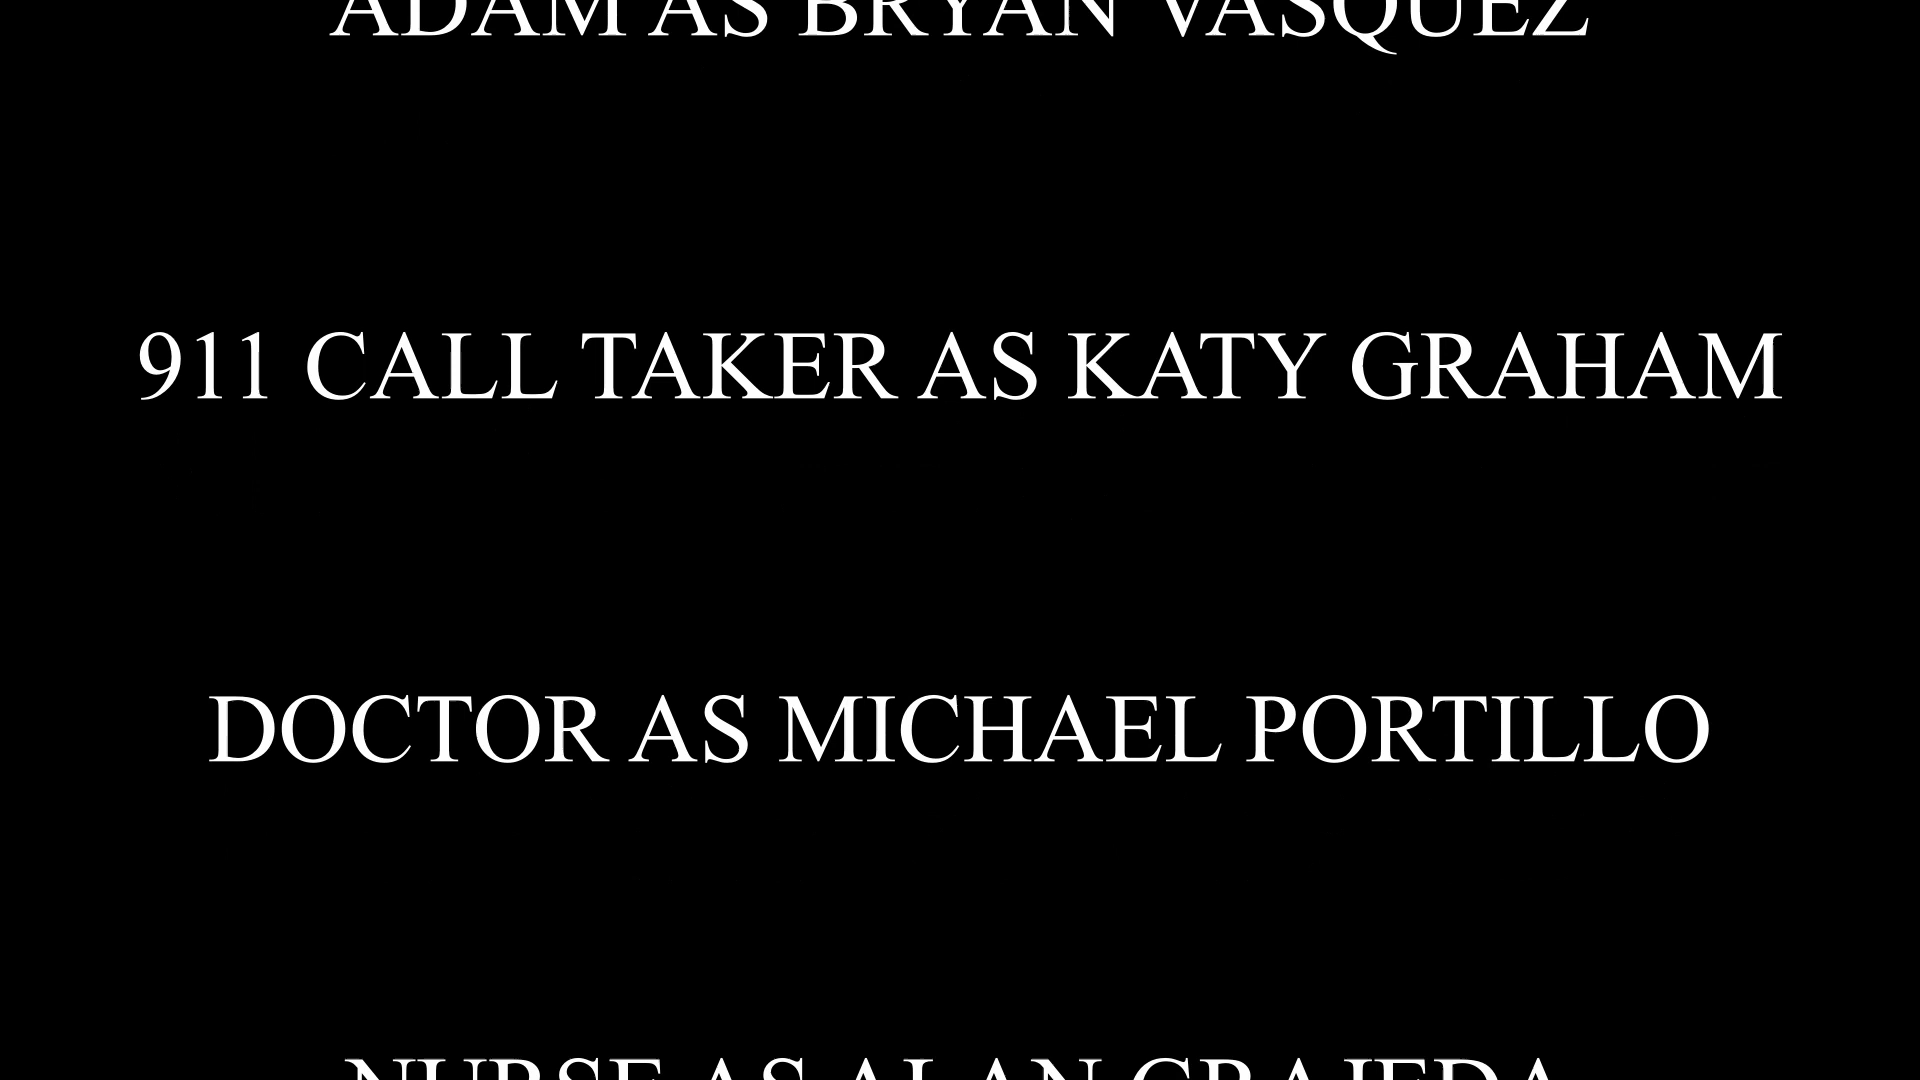 ADAM AS BRYAN VASQUEZ
911 CALL TAKER AS KATY GRAHAM
DOCTOR AS MICHAEL PORTILLO
NURSE AS ALAN GRAJEDA